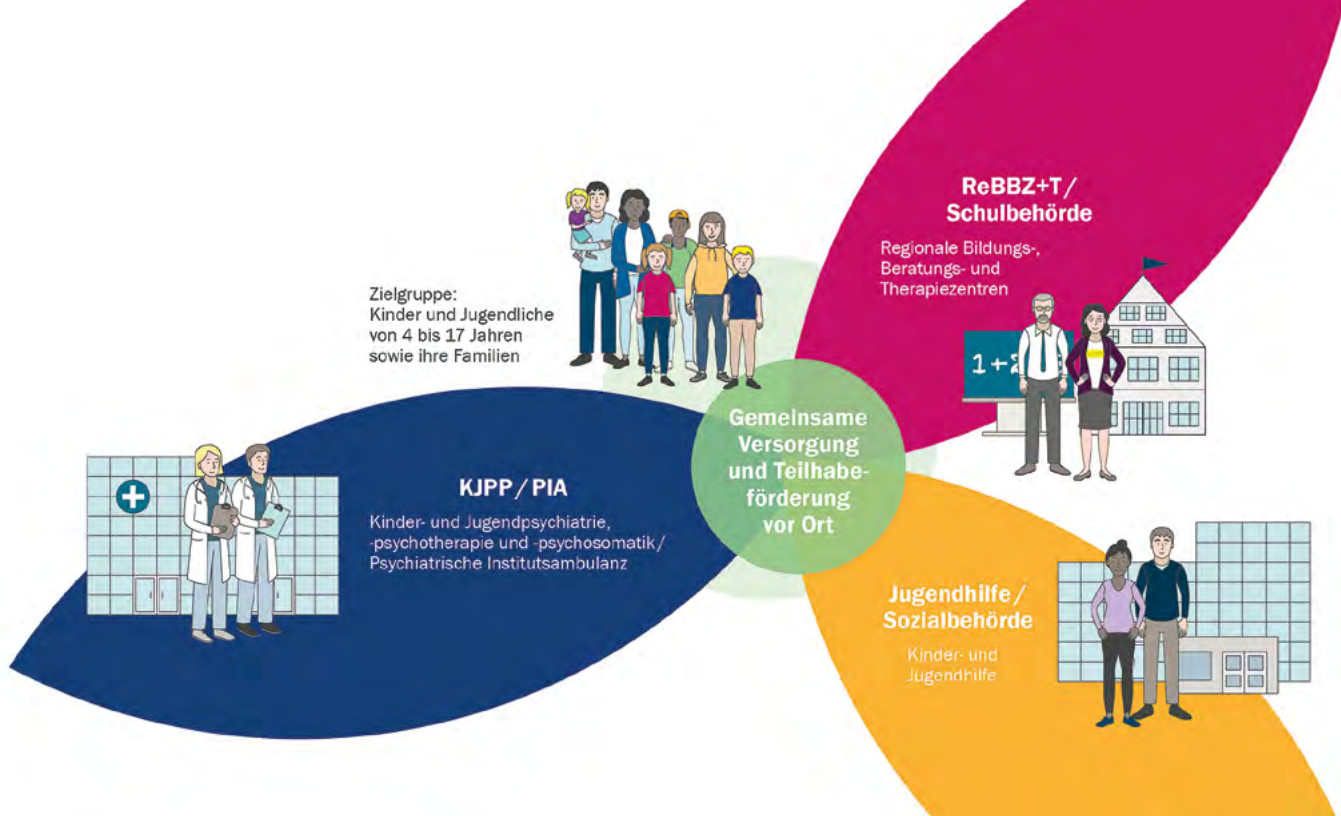 ReBBZ+T/
Schulbehörde
Regionale Bildungs-,
Beratungs- und
Therapiezentren
Zielgruppe:
Kinder und Jugendliche
von 4 bis 17 Jahren
sowie ihre Familien
1+2
Gemeinsame
Versorgung
und Teilhabe-
förderung
vor Ort
KJPP/PIA
Kinder- und Jugendpsychiatrie,
-psychotherapie und -psychosomatik/
Psychiatrische Institutsambulanz
Jugendhilfe/
Sozialbehörde
Kinder- und
Jugendhilfe